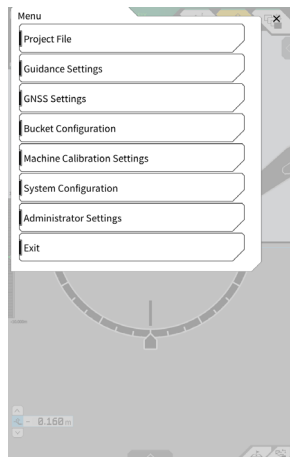 Menu
Project File
Guidance Settings
GNSS Settings
Bucket Configuration
Machine Calibration Settings
System Configuration
Administrator Settings
Exit
- 0.160 m